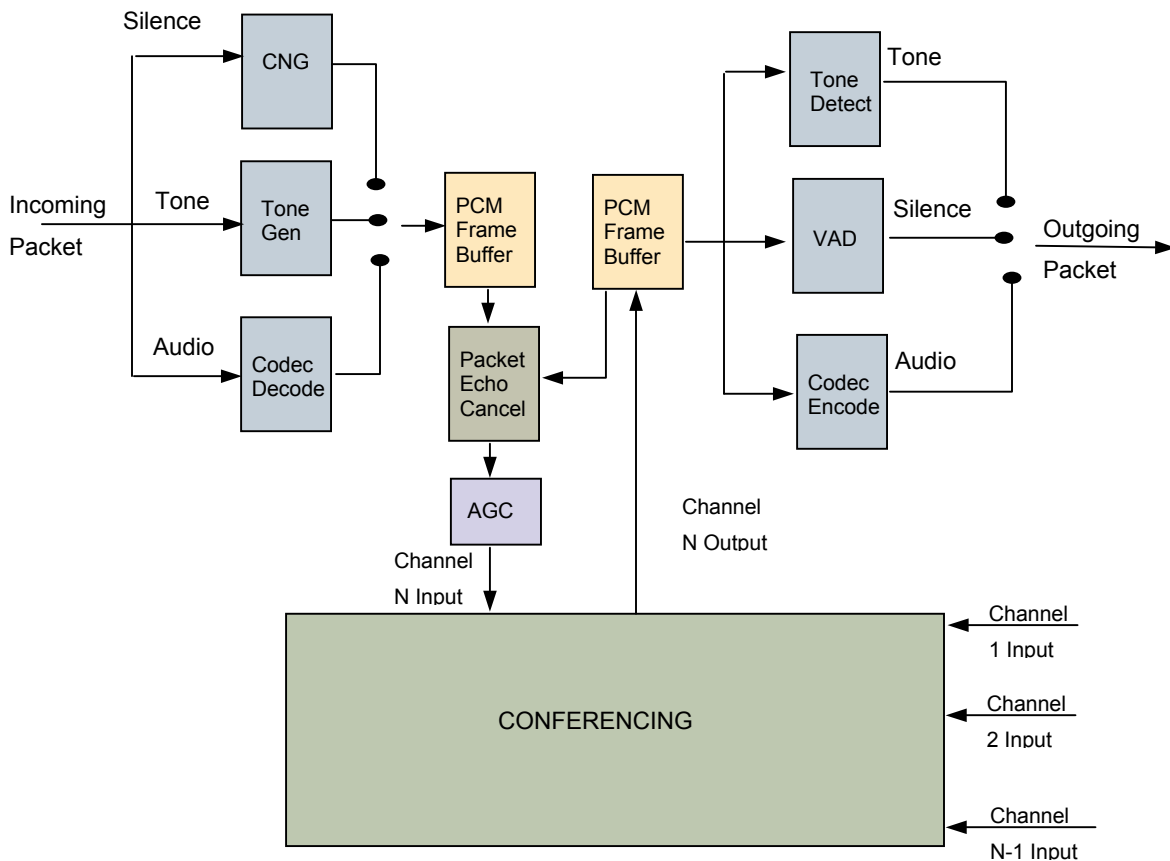 Silence
CNG
Incoming
Packet
Tone
Tone
Gen
Audio
Codec
Decode
PCM
Frame
Buffer
PCM
Frame
Buffer
Packet
Echo
Cancel
AGC
Channel
N Input
Channel
N Output
Tone
Detect
Tone
VAD
Silence
Codec
Encode
Audio
Outgoing
Packet
CONFERENCING
Channel
1 Input
Channel
2 Input
Channel
N-1 Input